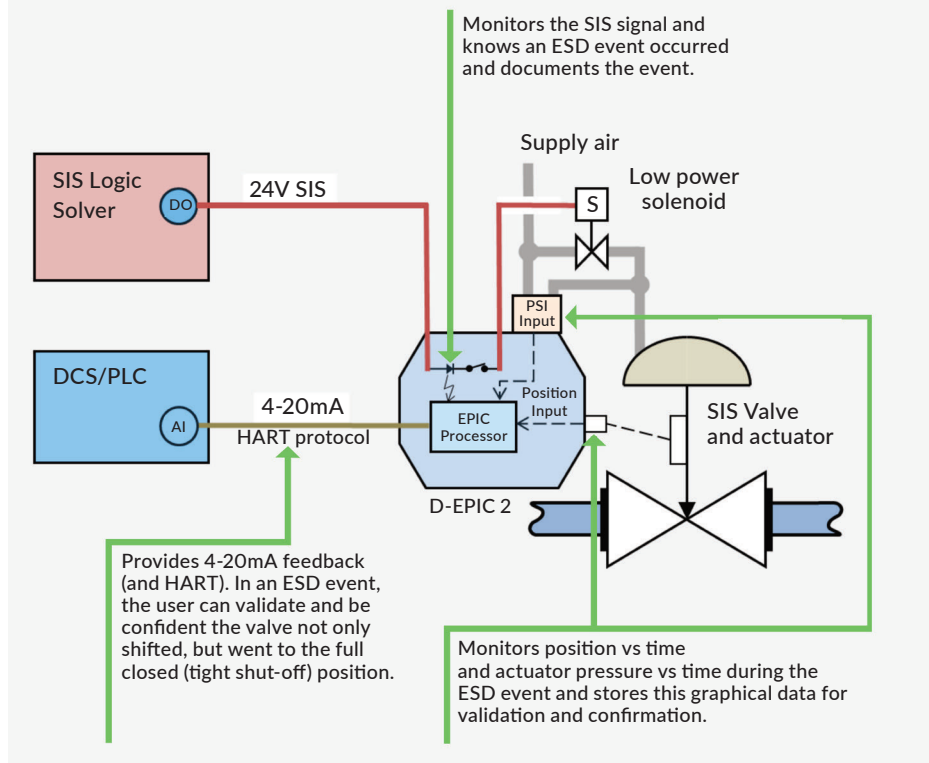 Monitors the SIS signal and
knows an ESD event occurred
and documents the event.
Supply air
Low power
solenoid
SIS Logic
Solver
DO
24V SIS
S
PSI
Input
DCS/PLC
AI
4-20mA
HART protocol
Position
Input
EPIC
Processor
D-EPIC 2
SIS Valve
and actuator
Provides 4-20mA feedback
(and HART). In an ESD event,
the user can validate and be
confident the valve not only
shifted, but went to the full
closed (tight shut-off) position.
Monitors position vs time
and actuator pressure vs time during the
ESD event and stores this graphical data for
validation and confirmation.